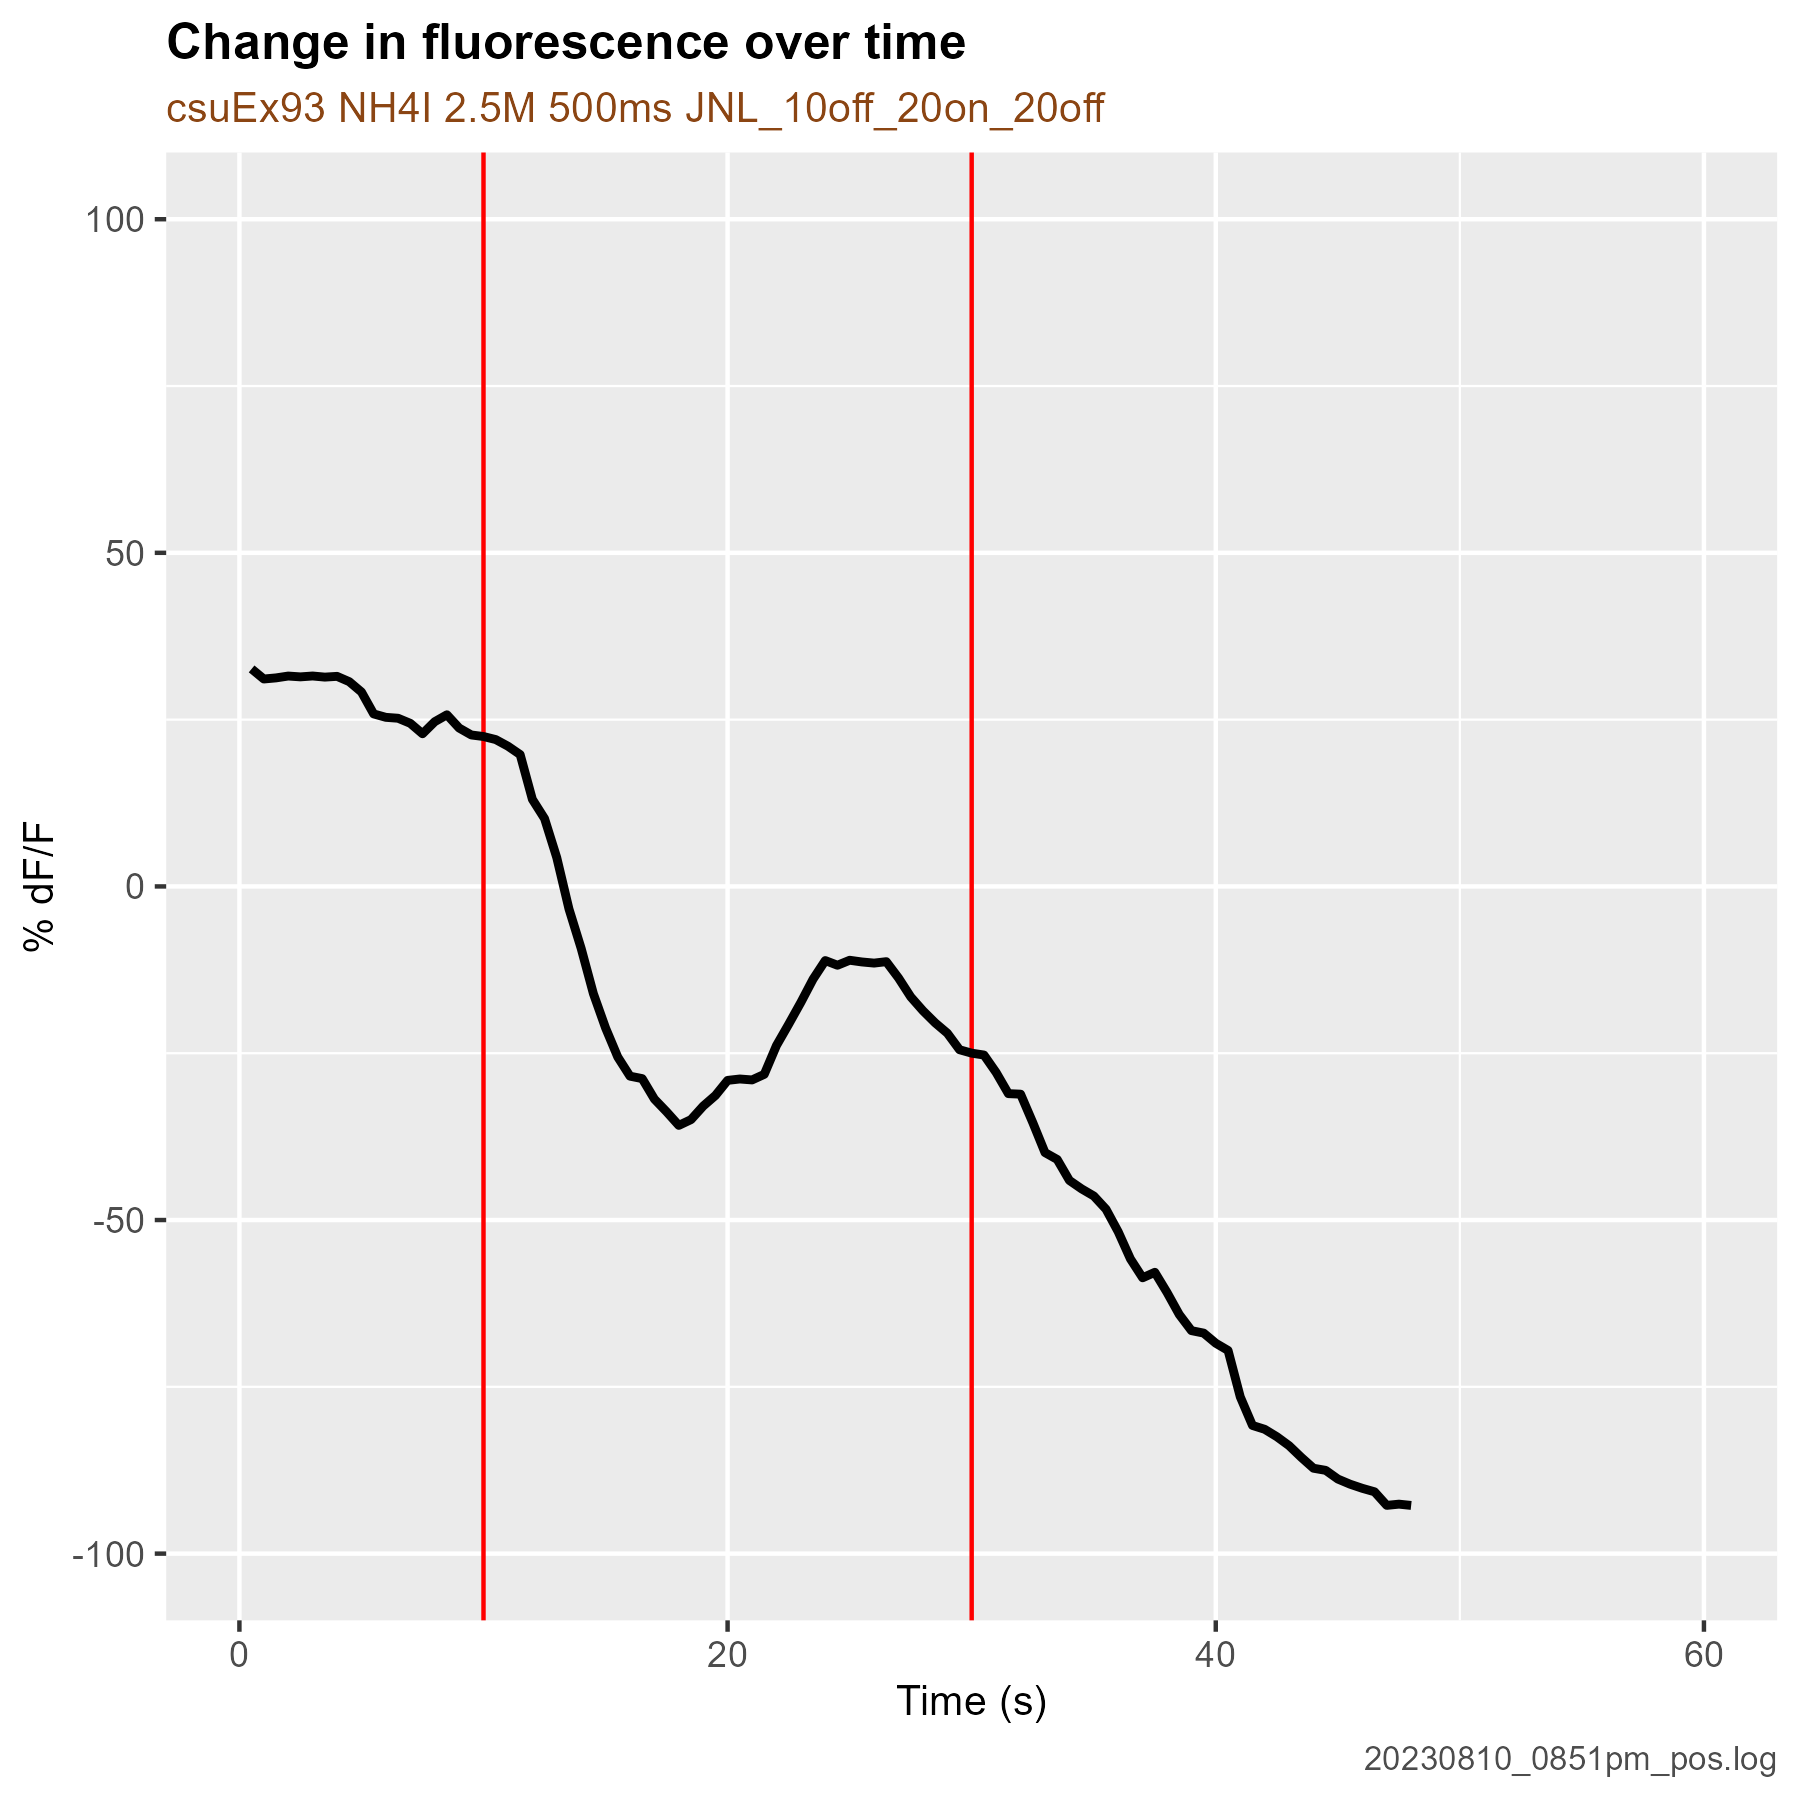 Change in fluorescence over time
csuEx93 NH4I 2.5M 500ms JNL_10off_20on_20off
100
50
0
-50
-100
% dF/F
0 20 40 60
Time (s)
20230810_0851pm_pos.log